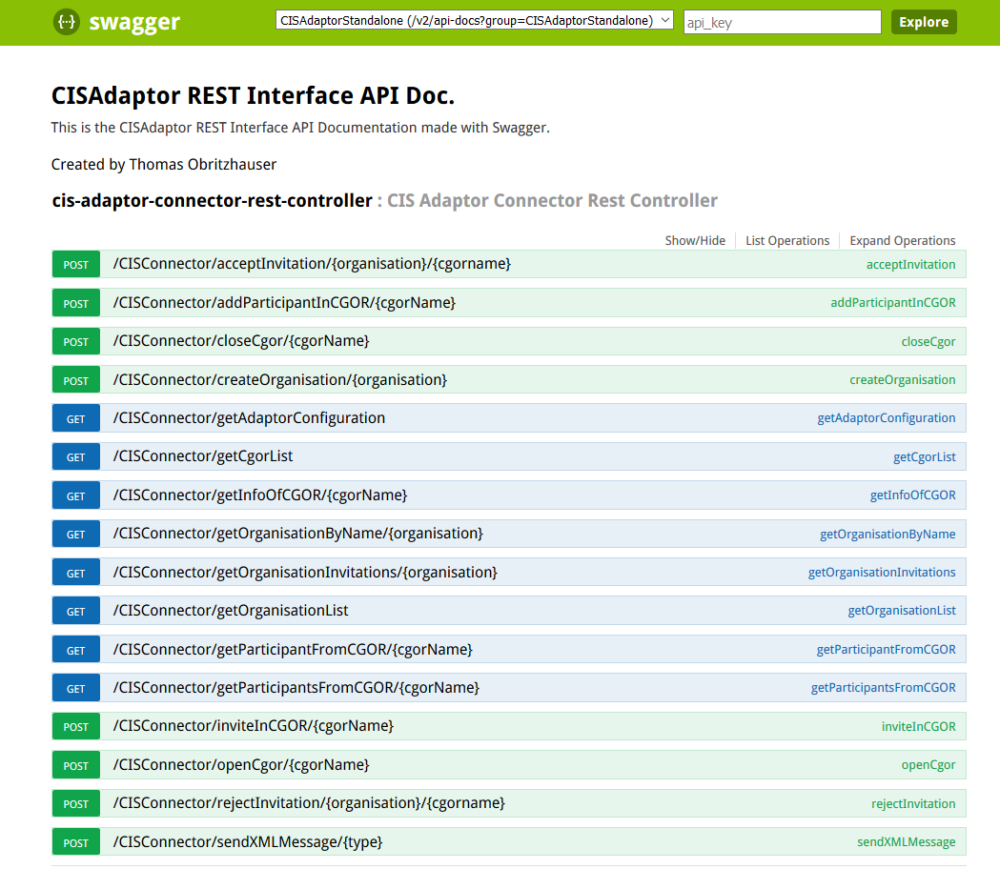 {···} swagger CISAdaptorStandalone (/v2/api-docs?group=CISAdaptorStandalone) api_key Explore
CISAdaptor REST Interface API Doc.
This is the CISAdaptor REST Interface API Documentation made with Swagger.
Created by Thomas Obritzhauser
cis-adaptor-connector-rest-controller : CIS Adaptor Connector Rest Controller
Show/Hide List Operations Expand Operations
POST /CISConnector/acceptInvitation/{organisation}/{cgorname} acceptInvitation
POST /CISConnector/addParticipantInCGOR/{cgorName} addParticipantInCGOR
POST /CISConnector/closeCgor/{cgorName} closeCgor
POST /CISConnector/createOrganisation/{organisation} createOrganisation
GET /CISConnector/getAdaptorConfiguration getAdaptorConfiguration
GET /CISConnector/getCgorList getCgorList
GET /CISConnector/getInfoOfCGOR/{cgorName} getInfoOfCGOR
GET /CISConnector/getOrganisationByName/{organisation} getOrganisationByName
GET /CISConnector/getOrganisationInvitations/{organisation} getOrganisationInvitations
GET /CISConnector/getOrganisationList getOrganisationList
GET /CISConnector/getParticipantFromCGOR/{cgorName} getParticipantFromCGOR
GET /CISConnector/getParticipantsFromCGOR/{cgorName} getParticipantsFromCGOR
POST /CISConnector/inviteInCGOR/{cgorName} inviteInCGOR
POST /CISConnector/openCgor/{cgorName} openCgor
POST /CISConnector/rejectInvitation/{organisation}/{cgorname} rejectInvitation
POST /CISConnector/sendXMLMessage/{type} sendXMLMessage